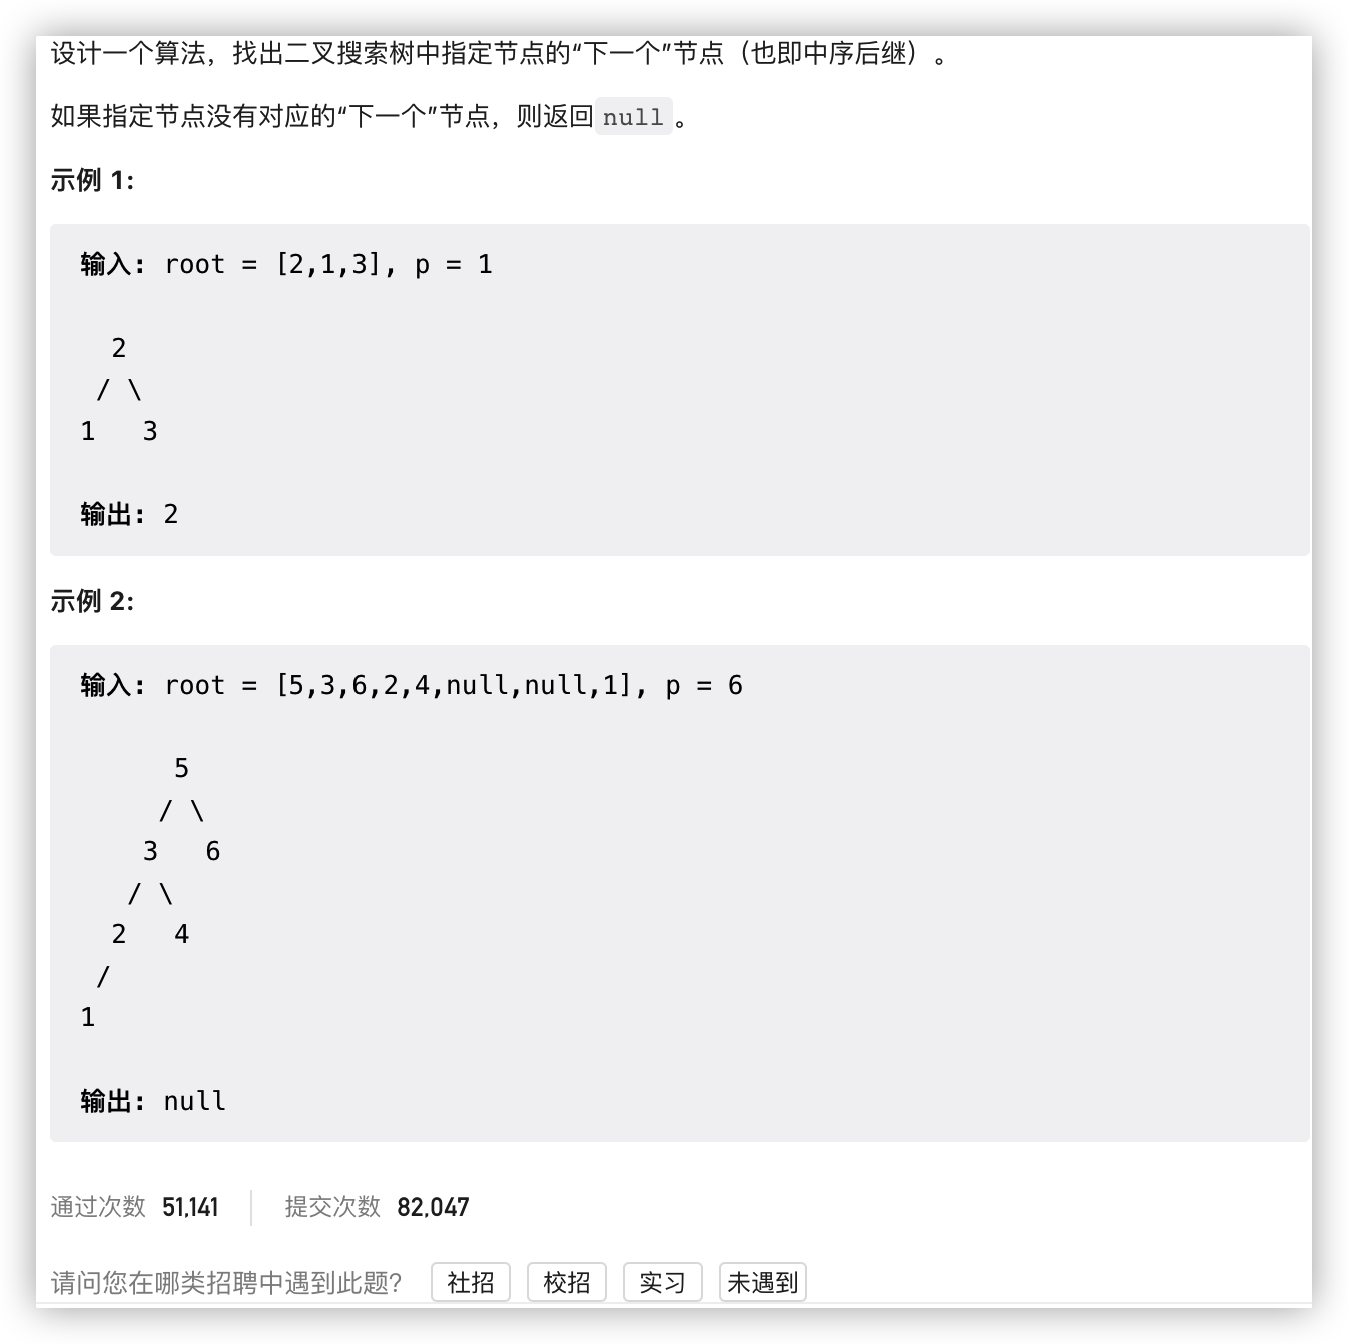 设计一个算法，找出二叉搜索树中指定节点的“下一个”节点（也即中序后继）。
如果指定节点没有对应的“下一个”节点，则返回null。
示例 1:
输入: root = [2,1,3], p = 1
  2
 / \
1   3
输出: 2
示例 2:
输入: root = [5,3,6,2,4,null,null,1], p = 6
      5
     / \
    3   6
   / \
  2   4
 /
1
输出: null
通过次数 51,141 | 提交次数 82,047
请问您在哪类招聘中遇到此题? 社招 校招 实习 未遇到